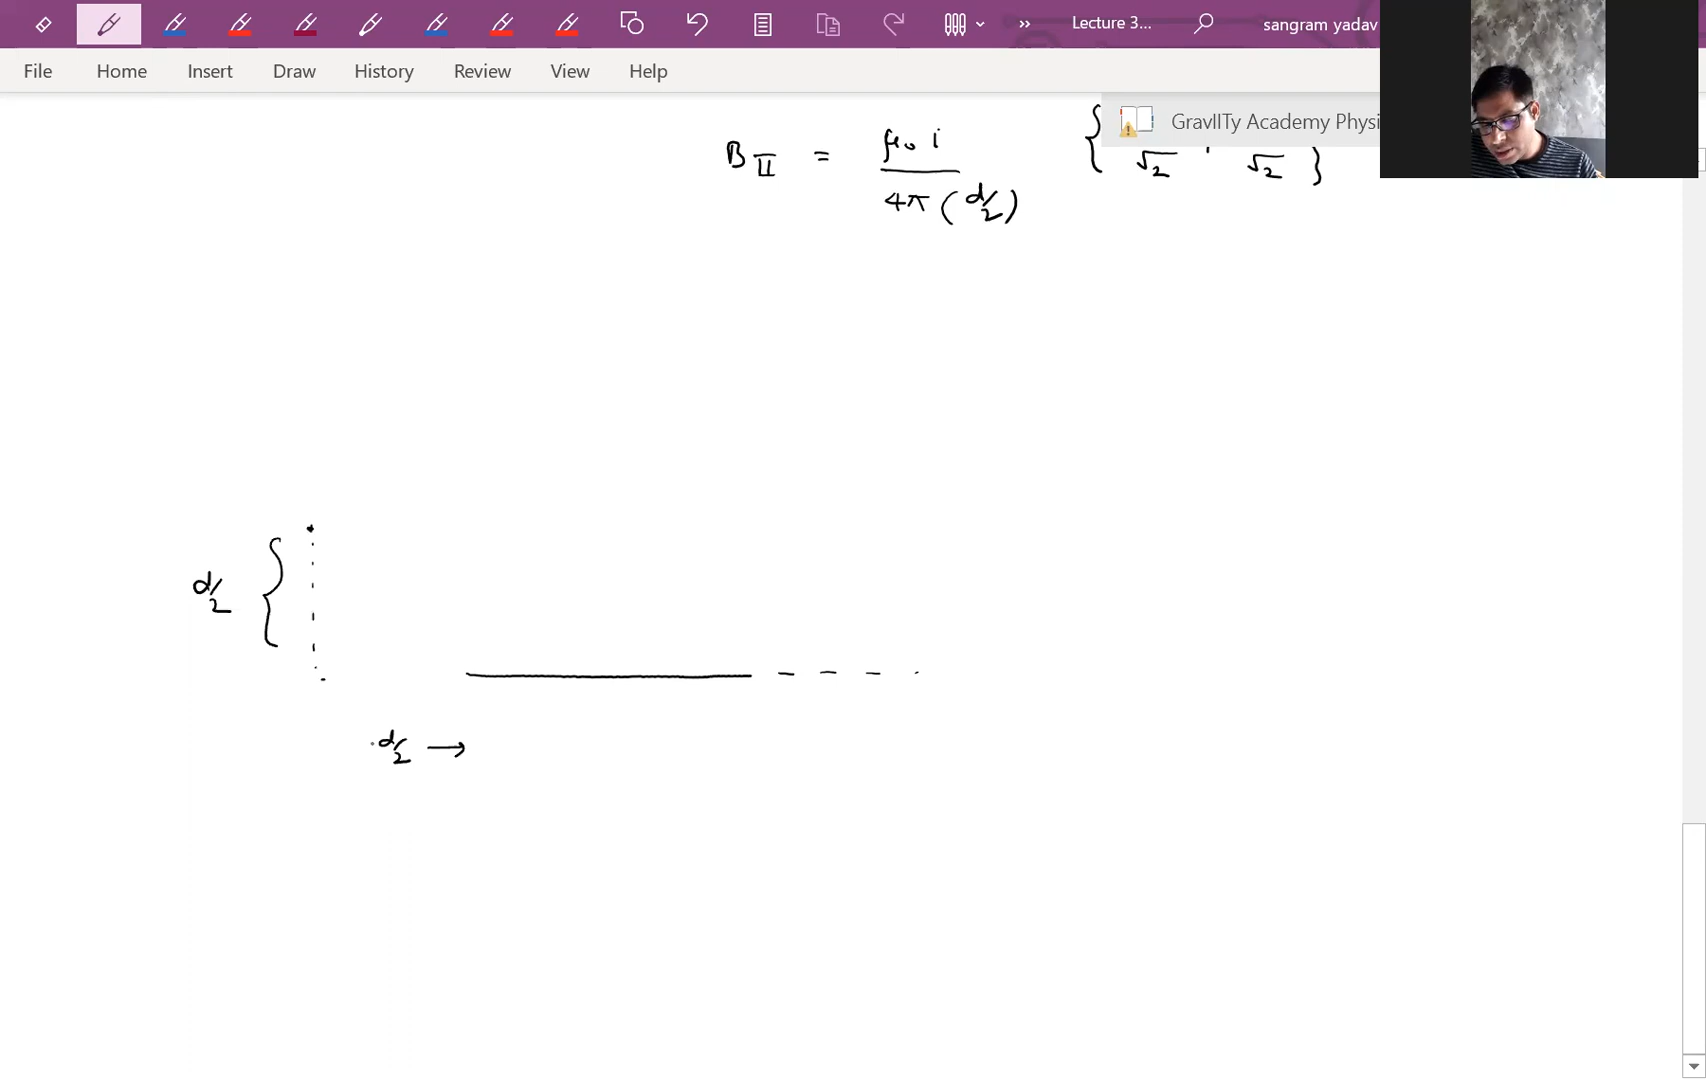 Lecture 3...
sangram yadav
File Home Insert Draw History Review View Help
GravIITy Academy Physi
B_II = μ₀ i / 4π (d/2) { √2 , √2 }
d/2 {
d/2 →